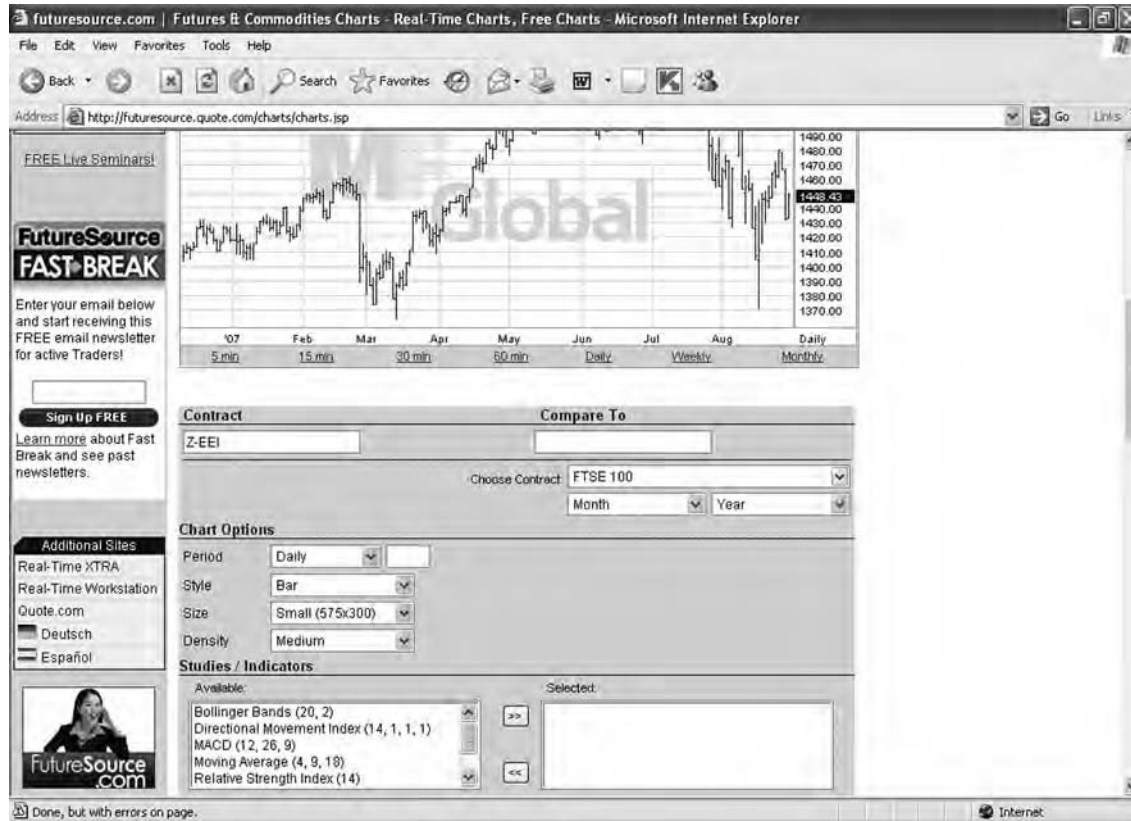 futuresource.com | Futures & Commodities Charts - Real-Time Charts, Free Charts - Microsoft Internet Explorer
File Edit View Favorites Tools Help
Back Search Favorites
Address http://futuresource.quote.com/charts/charts.jsp Go Links
FREE Live Seminars!
FutureSource
FAST BREAK
Enter your email below
and start receiving this
FREE email newsletter
for active Traders!
Sign Up FREE
Learn more about Fast
Break and see past
newsletters.
Additional Sites
Real-Time XTRA
Real-Time Workstation
Quote.com
Deutsch
Español
FutureSource
.com
Global
1490.00
1480.00
1470.00
1460.00
1448.43
1440.00
1430.00
1420.00
1410.00
1400.00
1390.00
1380.00
1370.00
'07 Feb Mar Apr May Jun Jul Aug Daily
5 min 15 min 30 min 60 min Daily Weekly Monthly
Contract Compare To
Z-EEI
Choose Contract FTSE 100
Month Year
Chart Options
Period Daily
Style Bar
Size Small (575x300)
Density Medium
Studies / Indicators
Available: Selected:
Bollinger Bands (20, 2)
Directional Movement Index (14, 1, 1, 1)
MACD (12, 26, 9)
Moving Average (4, 9, 18)
Relative Strength Index (14)
>>
<<
Done, but with errors on page. Internet